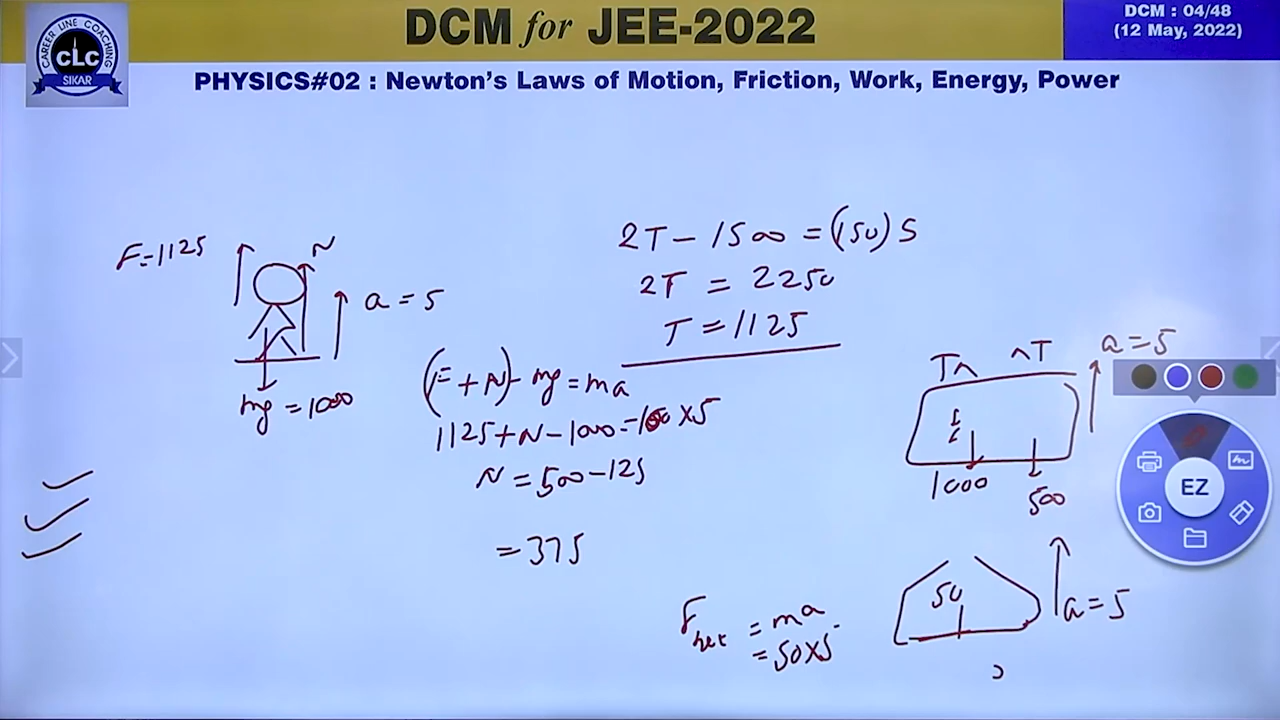 DCM for JEE-2022
DCM : 04/48
(12 May, 2022)
CAREER LINE COACHING
CLC
SIKAR
PHYSICS#02 : Newton's Laws of Motion, Friction, Work, Energy, Power
F=1125
N
a = 5
mg = 1000
2T - 1500 = (150) 5
2T = 2250
T = 1125
(F + N) - mg = ma
1125 + N - 1000 = 100 x 5
N = 500 - 125
= 375
T T
a = 5
1000
500
EZ
50
a = 5
Fnet = ma
= 50x5